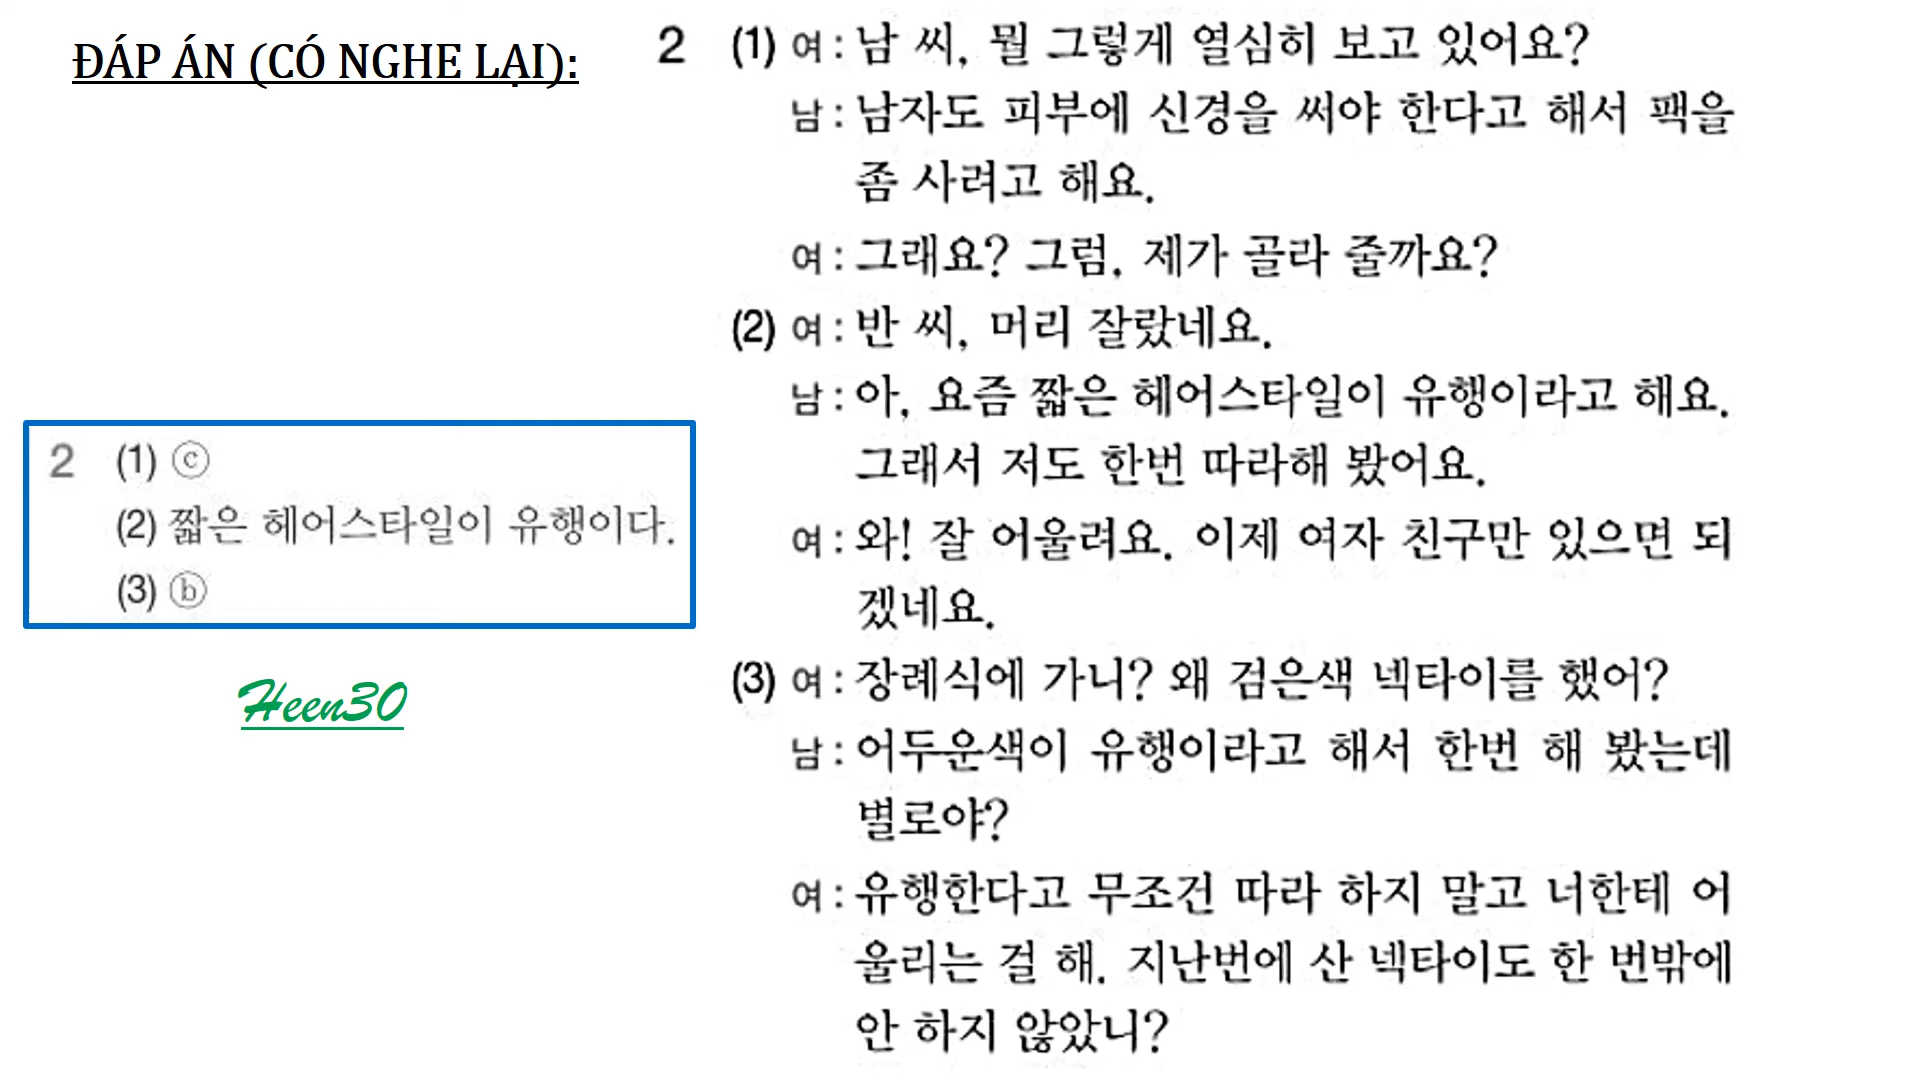 ĐÁP ÁN (CÓ NGHE LẠI):
2 (1) ⓒ
(2) 짧은 헤어스타일이 유행이다.
(3) ⓑ
Heen30
2 (1) 여 : 남 씨, 뭘 그렇게 열심히 보고 있어요?
남 : 남자도 피부에 신경을 써야 한다고 해서 팩을
좀 사려고 해요.
여 : 그래요? 그럼, 제가 골라 줄까요?
(2) 여 : 반 씨, 머리 잘랐네요.
남 : 아, 요즘 짧은 헤어스타일이 유행이라고 해요.
그래서 저도 한번 따라해 봤어요.
여 : 와! 잘 어울려요. 이제 여자 친구만 있으면 되
겠네요.
(3) 여 : 장례식에 가니? 왜 검은색 넥타이를 했어?
남 : 어두운색이 유행이라고 해서 한번 해 봤는데
별로야?
여 : 유행한다고 무조건 따라 하지 말고 너한테 어
울리는 걸 해. 지난번에 산 넥타이도 한 번밖에
안 하지 않았니?